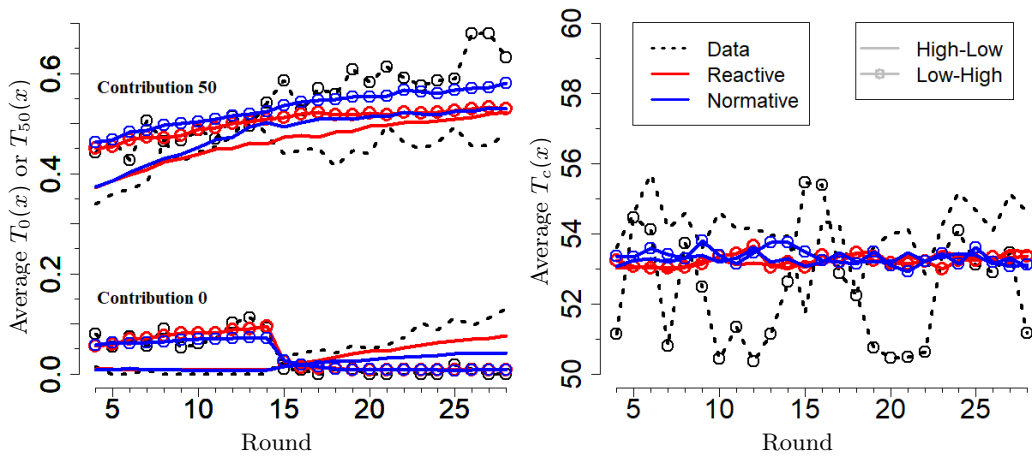 Average T₀(x) or T₅₀(x)
0.0 0.2 0.4 0.6
Contribution 50
Contribution 0
5 10 15 20 25
Round
Average T_c(x)
50 52 54 56 58 60
Data
Reactive
Normative
High-Low
Low-High
5 10 15 20 25
Round